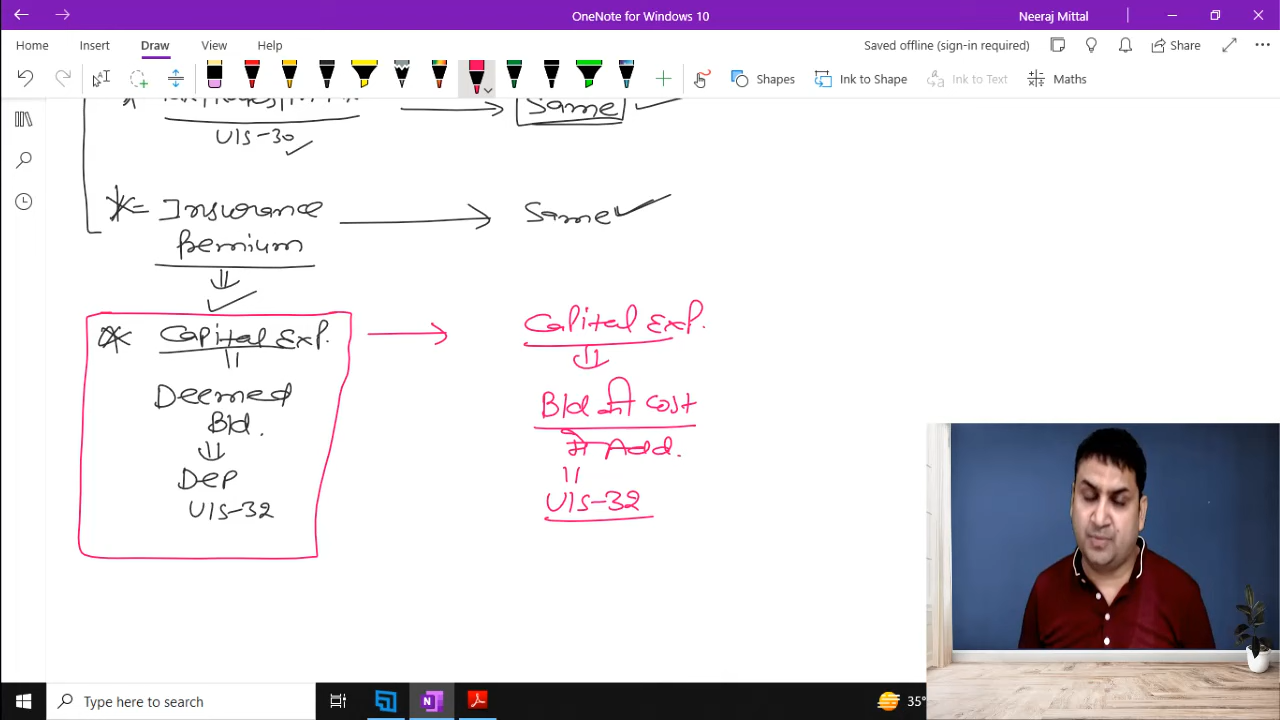 OneNote for Windows 10
Neeraj Mittal
Home Insert Draw View Help
Saved offline (sign-in required)
Share
Shapes
Ink to Shape
Ink to Text
Maths
Same
U/s-30
Insurance
Premium
Same
Capital Exp.
Deemed
Bld.
Dep
U/s-32
Capital Exp.
Bld की cost
में Add.
U/s-32
Type here to search
35°